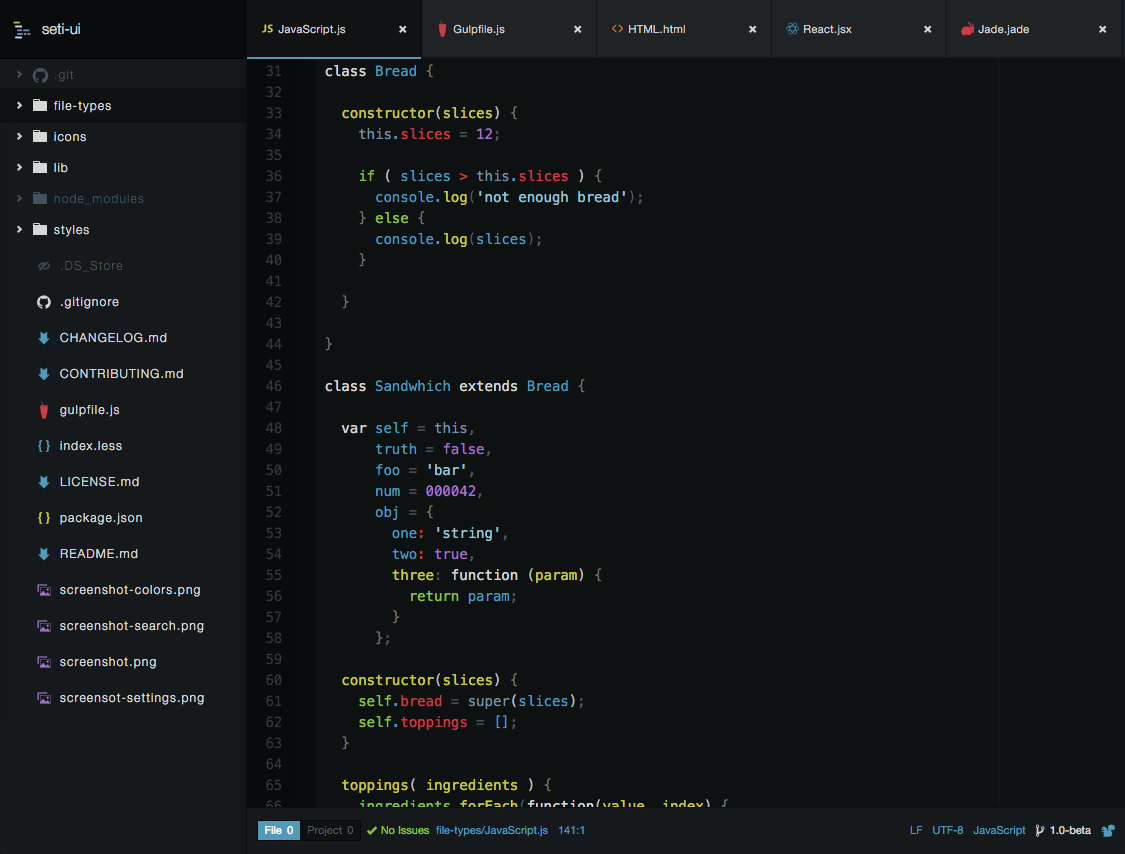 seti-ui
.git
file-types
icons
lib
node_modules
styles
.DS_Store
.gitignore
CHANGELOG.md
CONTRIBUTING.md
gulpfile.js
index.less
LICENSE.md
package.json
README.md
screenshot-colors.png
screenshot-search.png
screenshot.png
screensot-settings.png
JS JavaScript.js × Gulpfile.js × <> HTML.html × React.jsx × Jade.jade ×
31 class Bread {
32
33 constructor(slices) {
34 this.slices = 12;
35
36 if ( slices > this.slices ) {
37 console.log('not enough bread');
38 } else {
39 console.log(slices);
40 }
41
42 }
43
44 }
45
46 class Sandwhich extends Bread {
47
48 var self = this,
49 truth = false,
50 foo = 'bar',
51 num = 000042,
52 obj = {
53 one: 'string',
54 two: true,
55 three: function (param) {
56 return param;
57 }
58 };
59
60 constructor(slices) {
61 self.bread = super(slices);
62 self.toppings = [];
63 }
64
65 toppings( ingredients ) {
66 ingredients.forEach(function(value, index) {
File 0 Project 0 No Issues file-types/JavaScript.js 141:1 LF UTF-8 JavaScript 1.0-beta